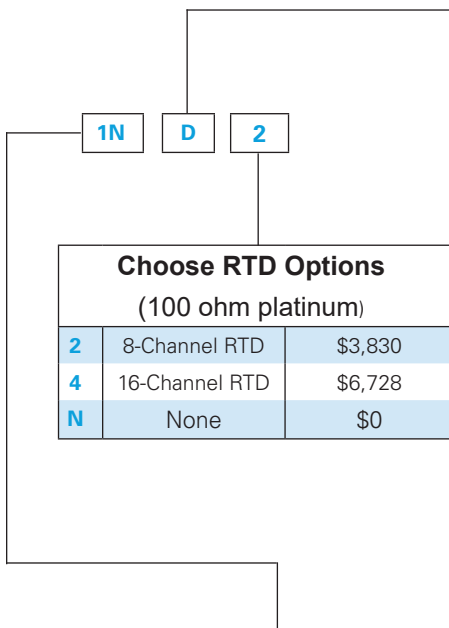 1N D 2
Choose RTD Options
(100 ohm platinum)
2 8-Channel RTD $3,830
4 16-Channel RTD $6,728
N None $0